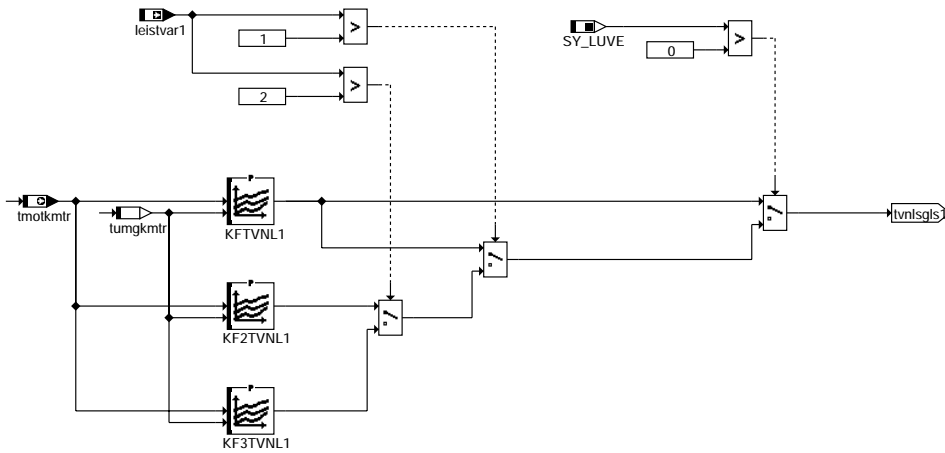 leistvar1
>
1
>
2
SY_LUVE
>
0
tmotkmtr
tumgkmtr
P
KFTVNL1
tvnlsgls1
P
KF2TVNL1
P
KF3TVNL1